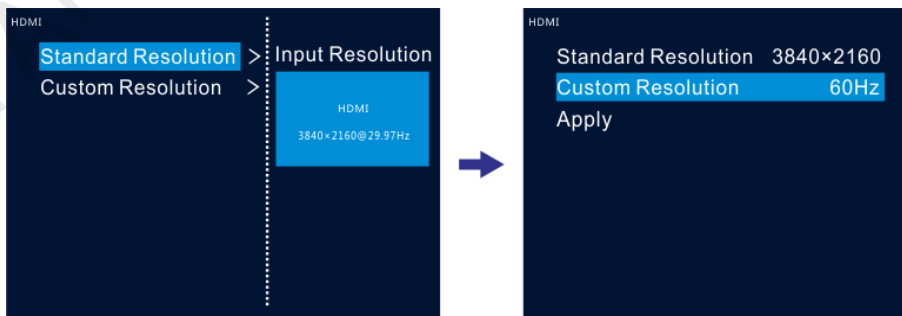 HDMI
Standard Resolution >
Custom Resolution >
Input Resolution
HDMI
3840×2160@29.97Hz
HDMI
Standard Resolution 3840×2160
Custom Resolution 60Hz
Apply